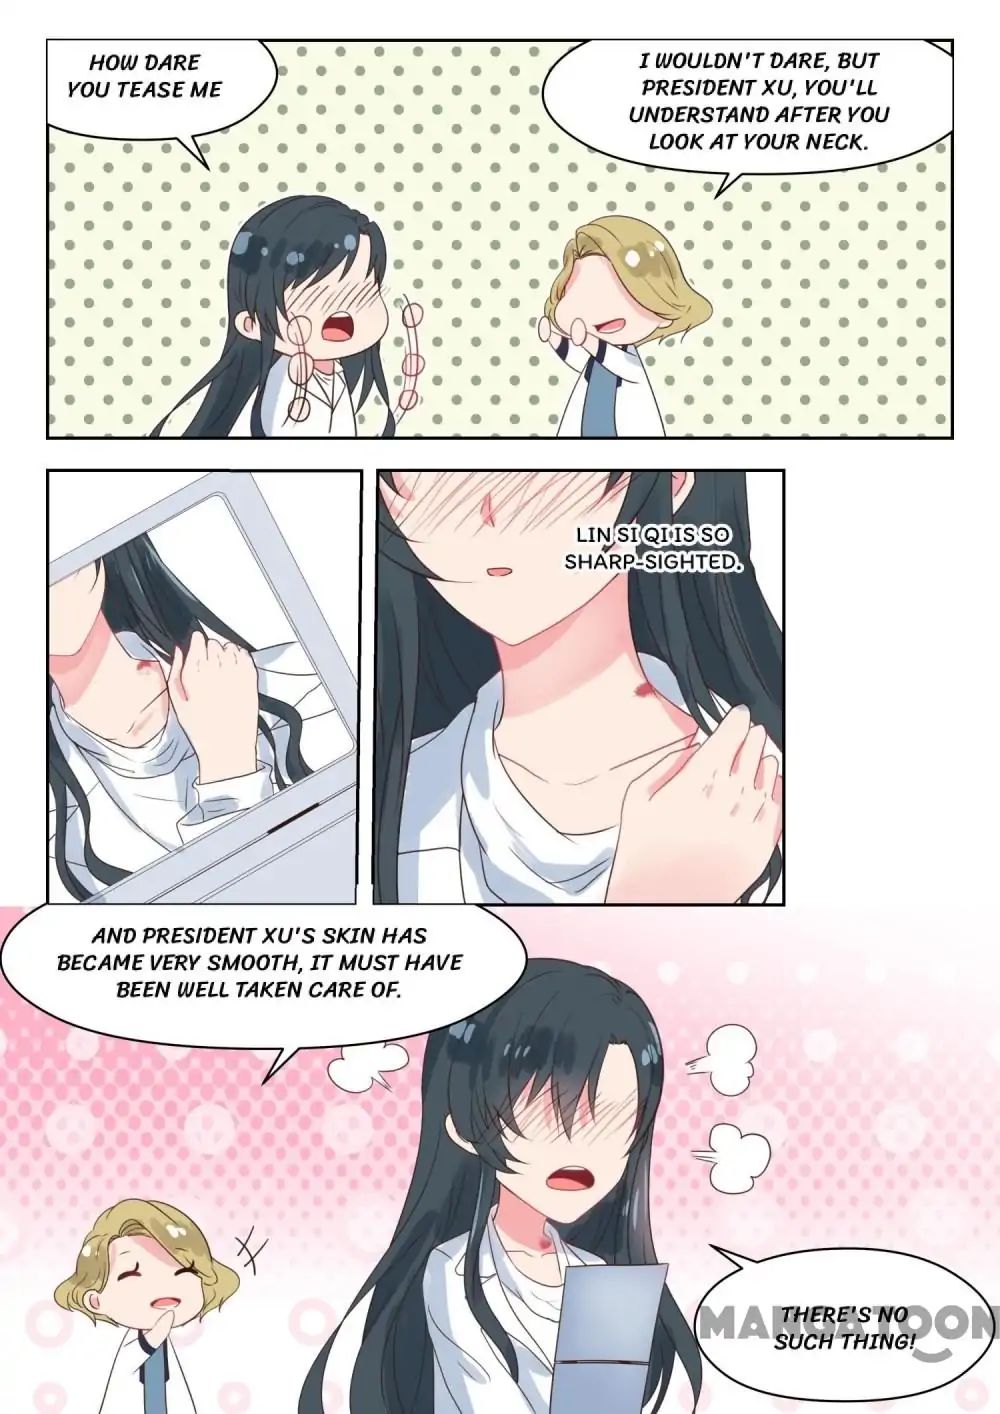 HOW DARE
YOU TEASE ME
I WOULDN'T DARE, BUT
PRESIDENT XU, YOU'LL
UNDERSTAND AFTER YOU
LOOK AT YOUR NECK.
LIN SI QI IS SO
SHARP-SIGHTED.
AND PRESIDENT XU'S SKIN HAS
BECAME VERY SMOOTH, IT MUST HAVE
BEEN WELL TAKEN CARE OF.
THERE'S NO
SUCH THING!
MANGATOON